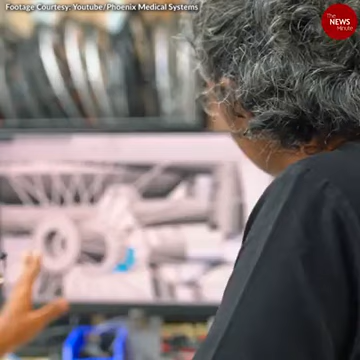 Footage Courtesy: Youtube/Phoenix Medical Systems
The
NEWS
Minute